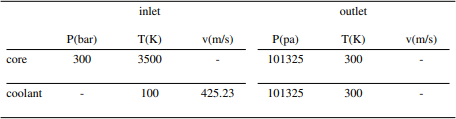 inlet outlet
P(bar) T(K) v(m/s) P(pa) T(K) v(m/s)
core 300 3500 - 101325 300 -
coolant - 100 425.23 101325 300 -